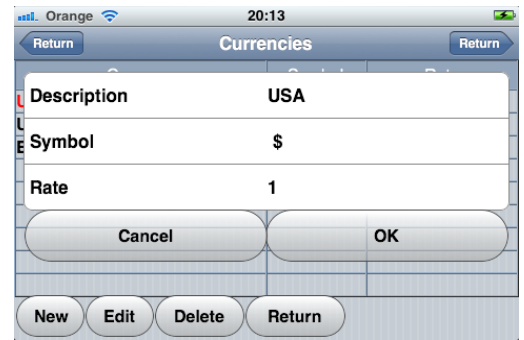 Orange 20:13
Return Currencies Return
Description USA
Symbol $
Rate 1
Cancel OK
New Edit Delete Return